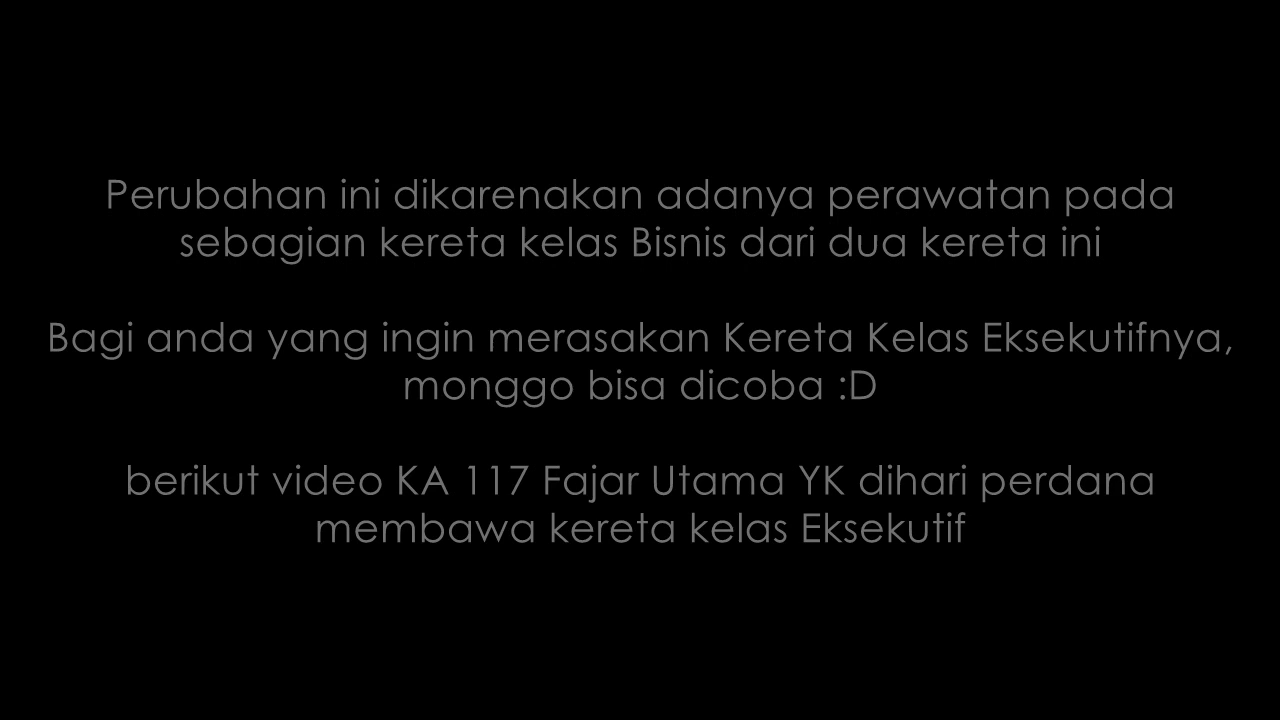 Perubahan ini dikarenakan adanya perawatan pada
sebagian kereta kelas Bisnis dari dua kereta ini
Bagi anda yang ingin merasakan Kereta Kelas Eksekutifnya,
monggo bisa dicoba :D
berikut video KA 117 Fajar Utama YK dihari perdana
membawa kereta kelas Eksekutif